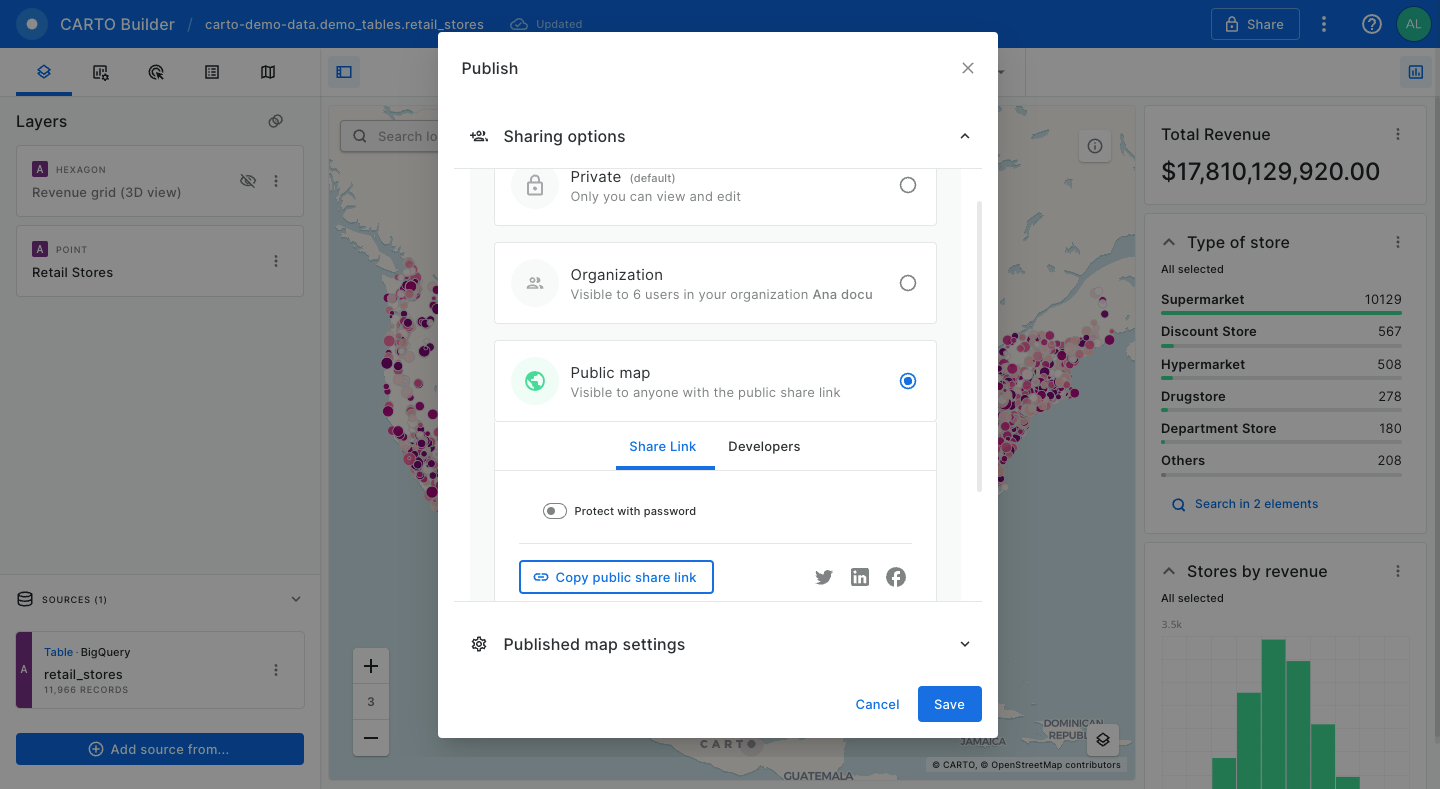 CARTO Builder / carto-demo-data.demo_tables.retail_stores Updated Share AL
Layers
A HEXAGON
Revenue grid (3D view)
A POINT
Retail Stores
SOURCES (1)
A
Table · BigQuery
retail_stores
11,966 RECORDS
Add source from...
Search lo
3
Publish
Sharing options
Private (default)
Only you can view and edit
Organization
Visible to 6 users in your organization Ana docu
Public map
Visible to anyone with the public share link
Share Link Developers
Protect with password
Copy public share link
Published map settings
Cancel Save
DOMINICAN
REPUBL
JAMAICA
CARTO
GUATEMALA
© CARTO, © OpenStreetMap contributors
Total Revenue
$17,810,129,920.00
Type of store
All selected
Supermarket 10129
Discount Store 567
Hypermarket 508
Drugstore 278
Department Store 180
Others 208
Search in 2 elements
Stores by revenue
All selected
3.5k